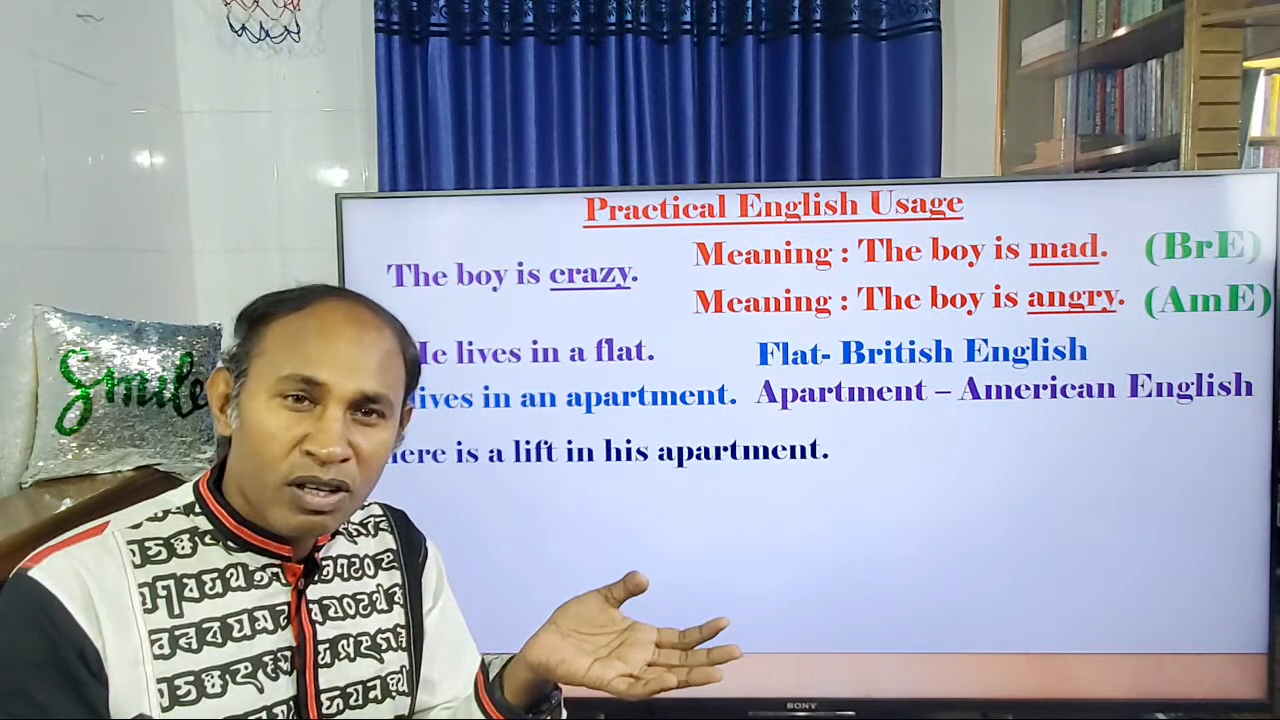 Practical English Usage
The boy is crazy.
Meaning : The boy is mad. (BrE)
Meaning : The boy is angry. (AmE)
He lives in a flat. Flat- British English
lives in an apartment. Apartment – American English
here is a lift in his apartment.
Smile
SONY